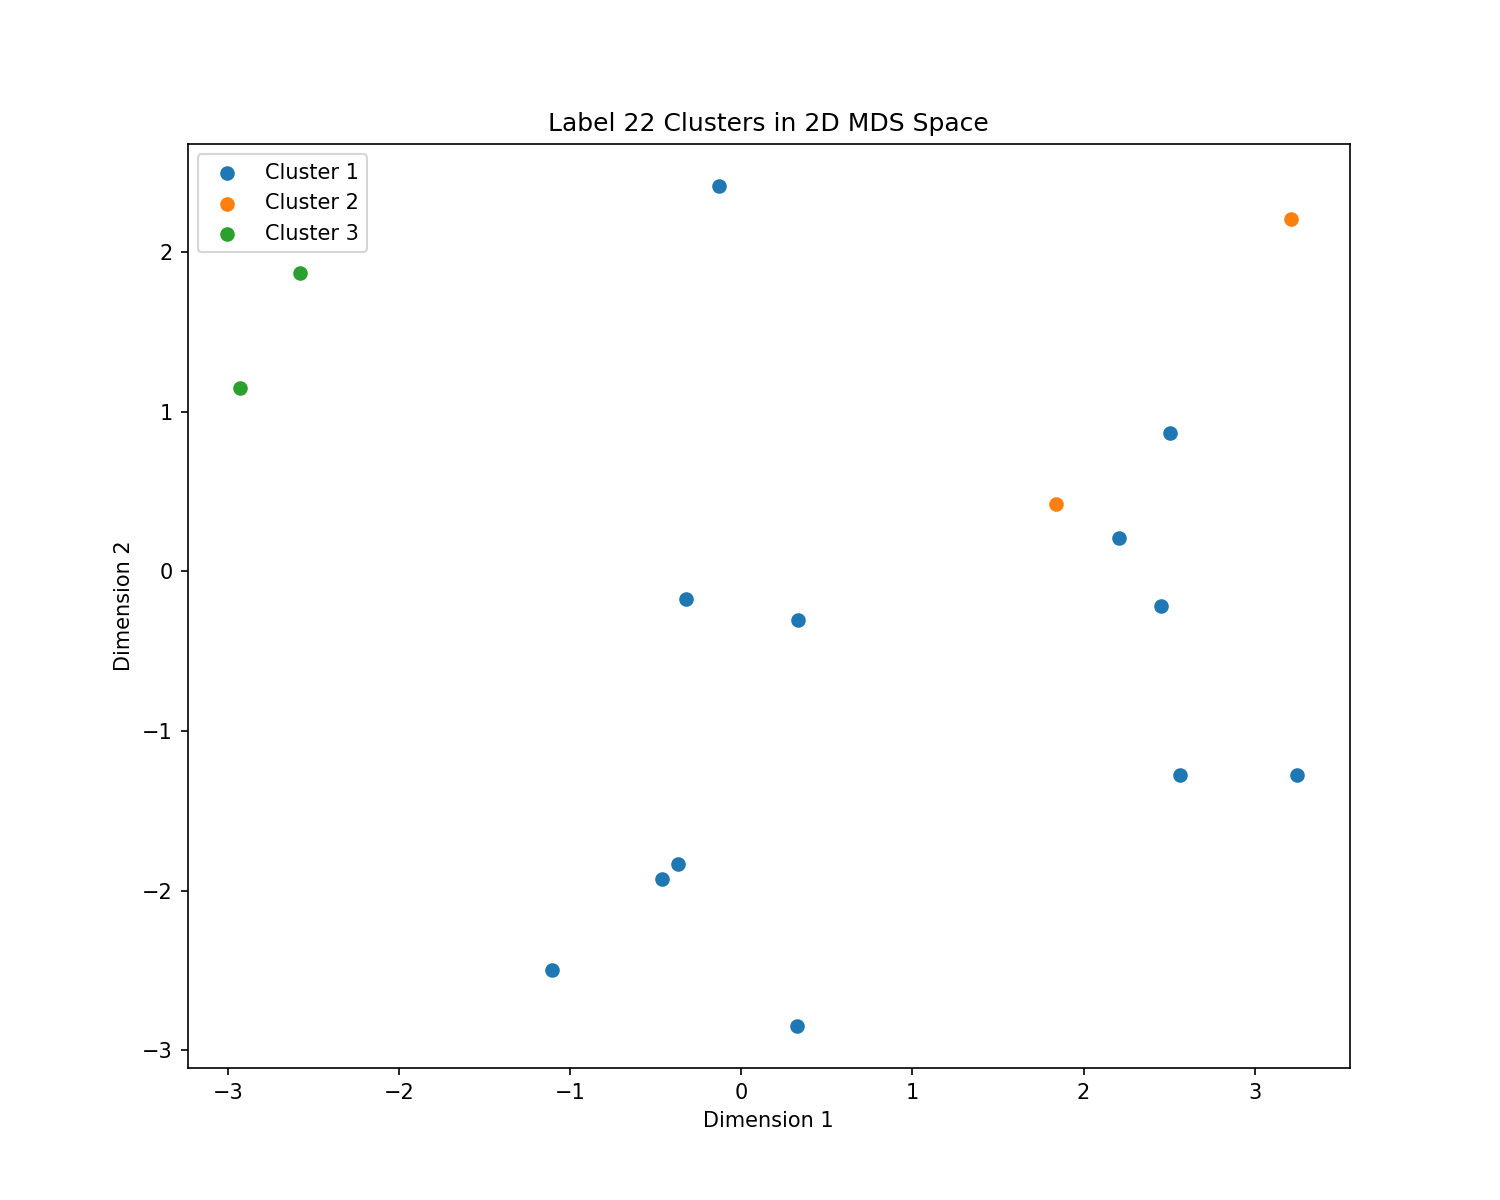 Label 22 Clusters in 2D MDS Space
Cluster 1
Cluster 2
Cluster 3
2
1
0
−1
−2
−3
Dimension 2
−3
−2
−1
0
1
2
3
Dimension 1